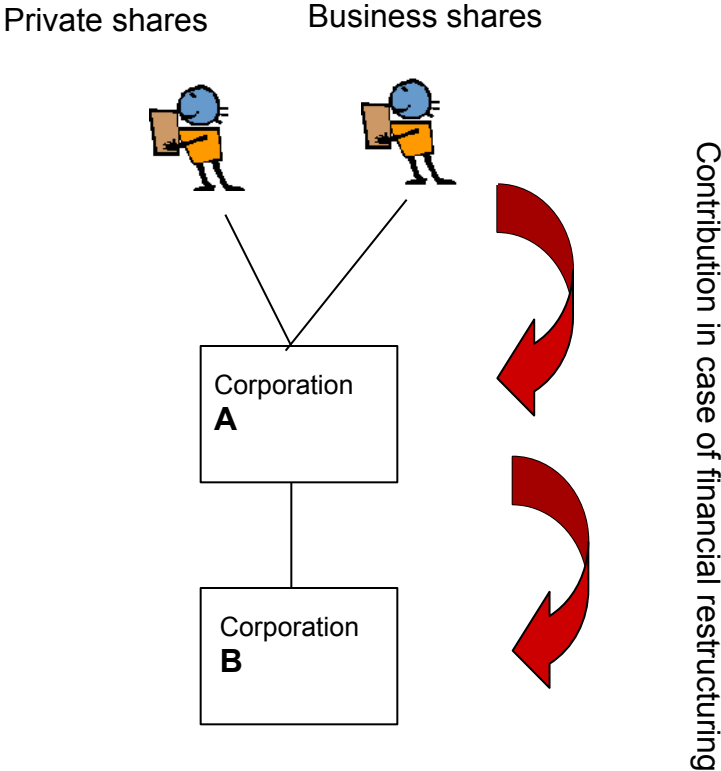 Private shares
Business shares
Corporation
A
Corporation
B
Contribution in case of financial restructuring